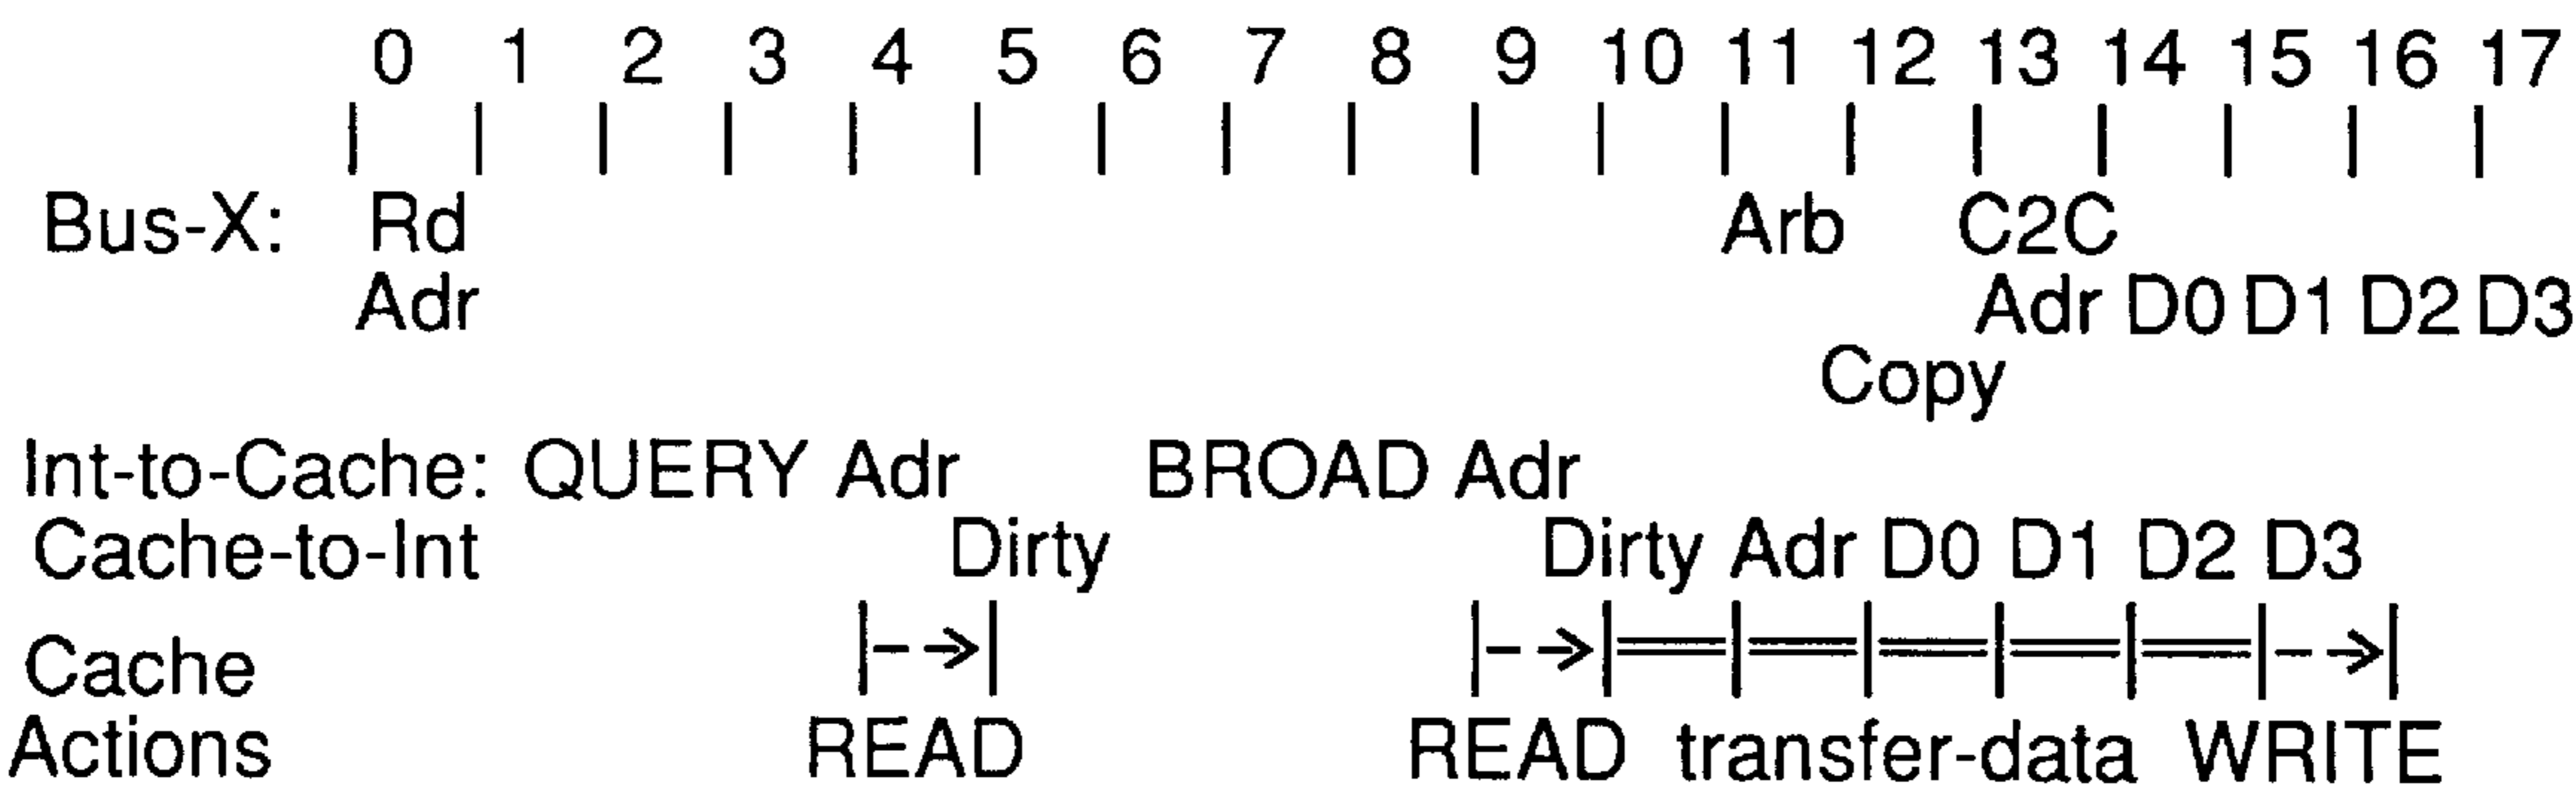 0 1 2 3 4 5 6 7 8 9 10 11 12 13 14 15 16 17
Bus-X: Rd Arb C2C
Adr Adr D0 D1 D2 D3
Copy
Int-to-Cache: QUERY Adr BROAD Adr
Cache-to-Int Dirty Dirty Adr D0 D1 D2 D3
Cache
Actions READ READ transfer-data WRITE